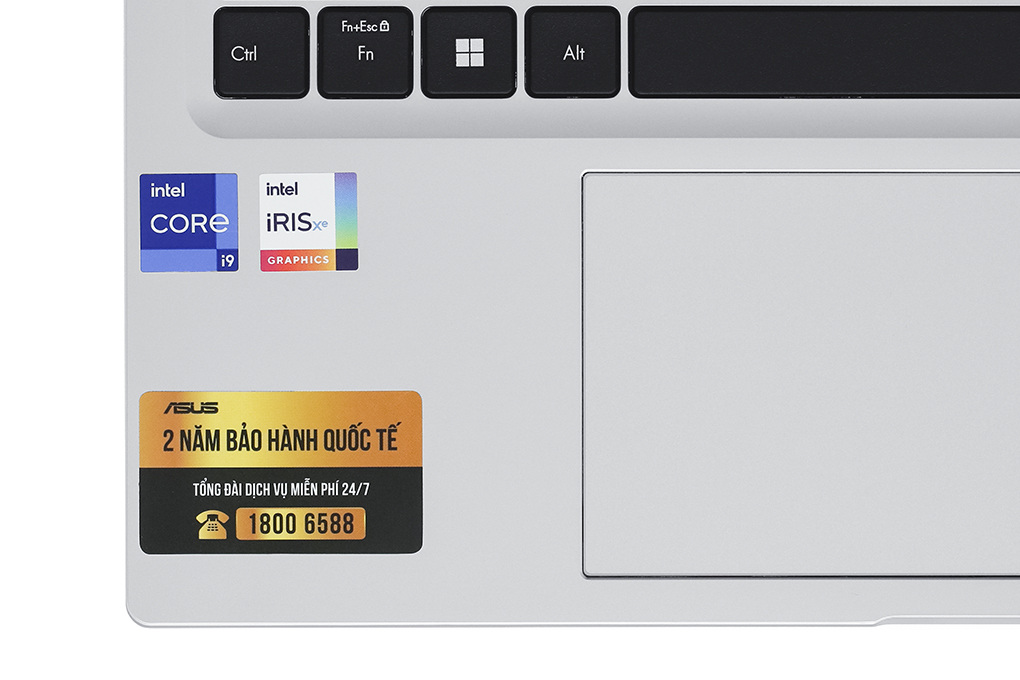 Fn+Esc
Ctrl Fn Alt
intel
CORe
i9
intel
iRISxe
GRAPHICS
ASUS
2 NĂM BẢO HÀNH QUỐC TẾ
TỔNG ĐÀI DỊCH VỤ MIỄN PHÍ 24/7
1800 6588